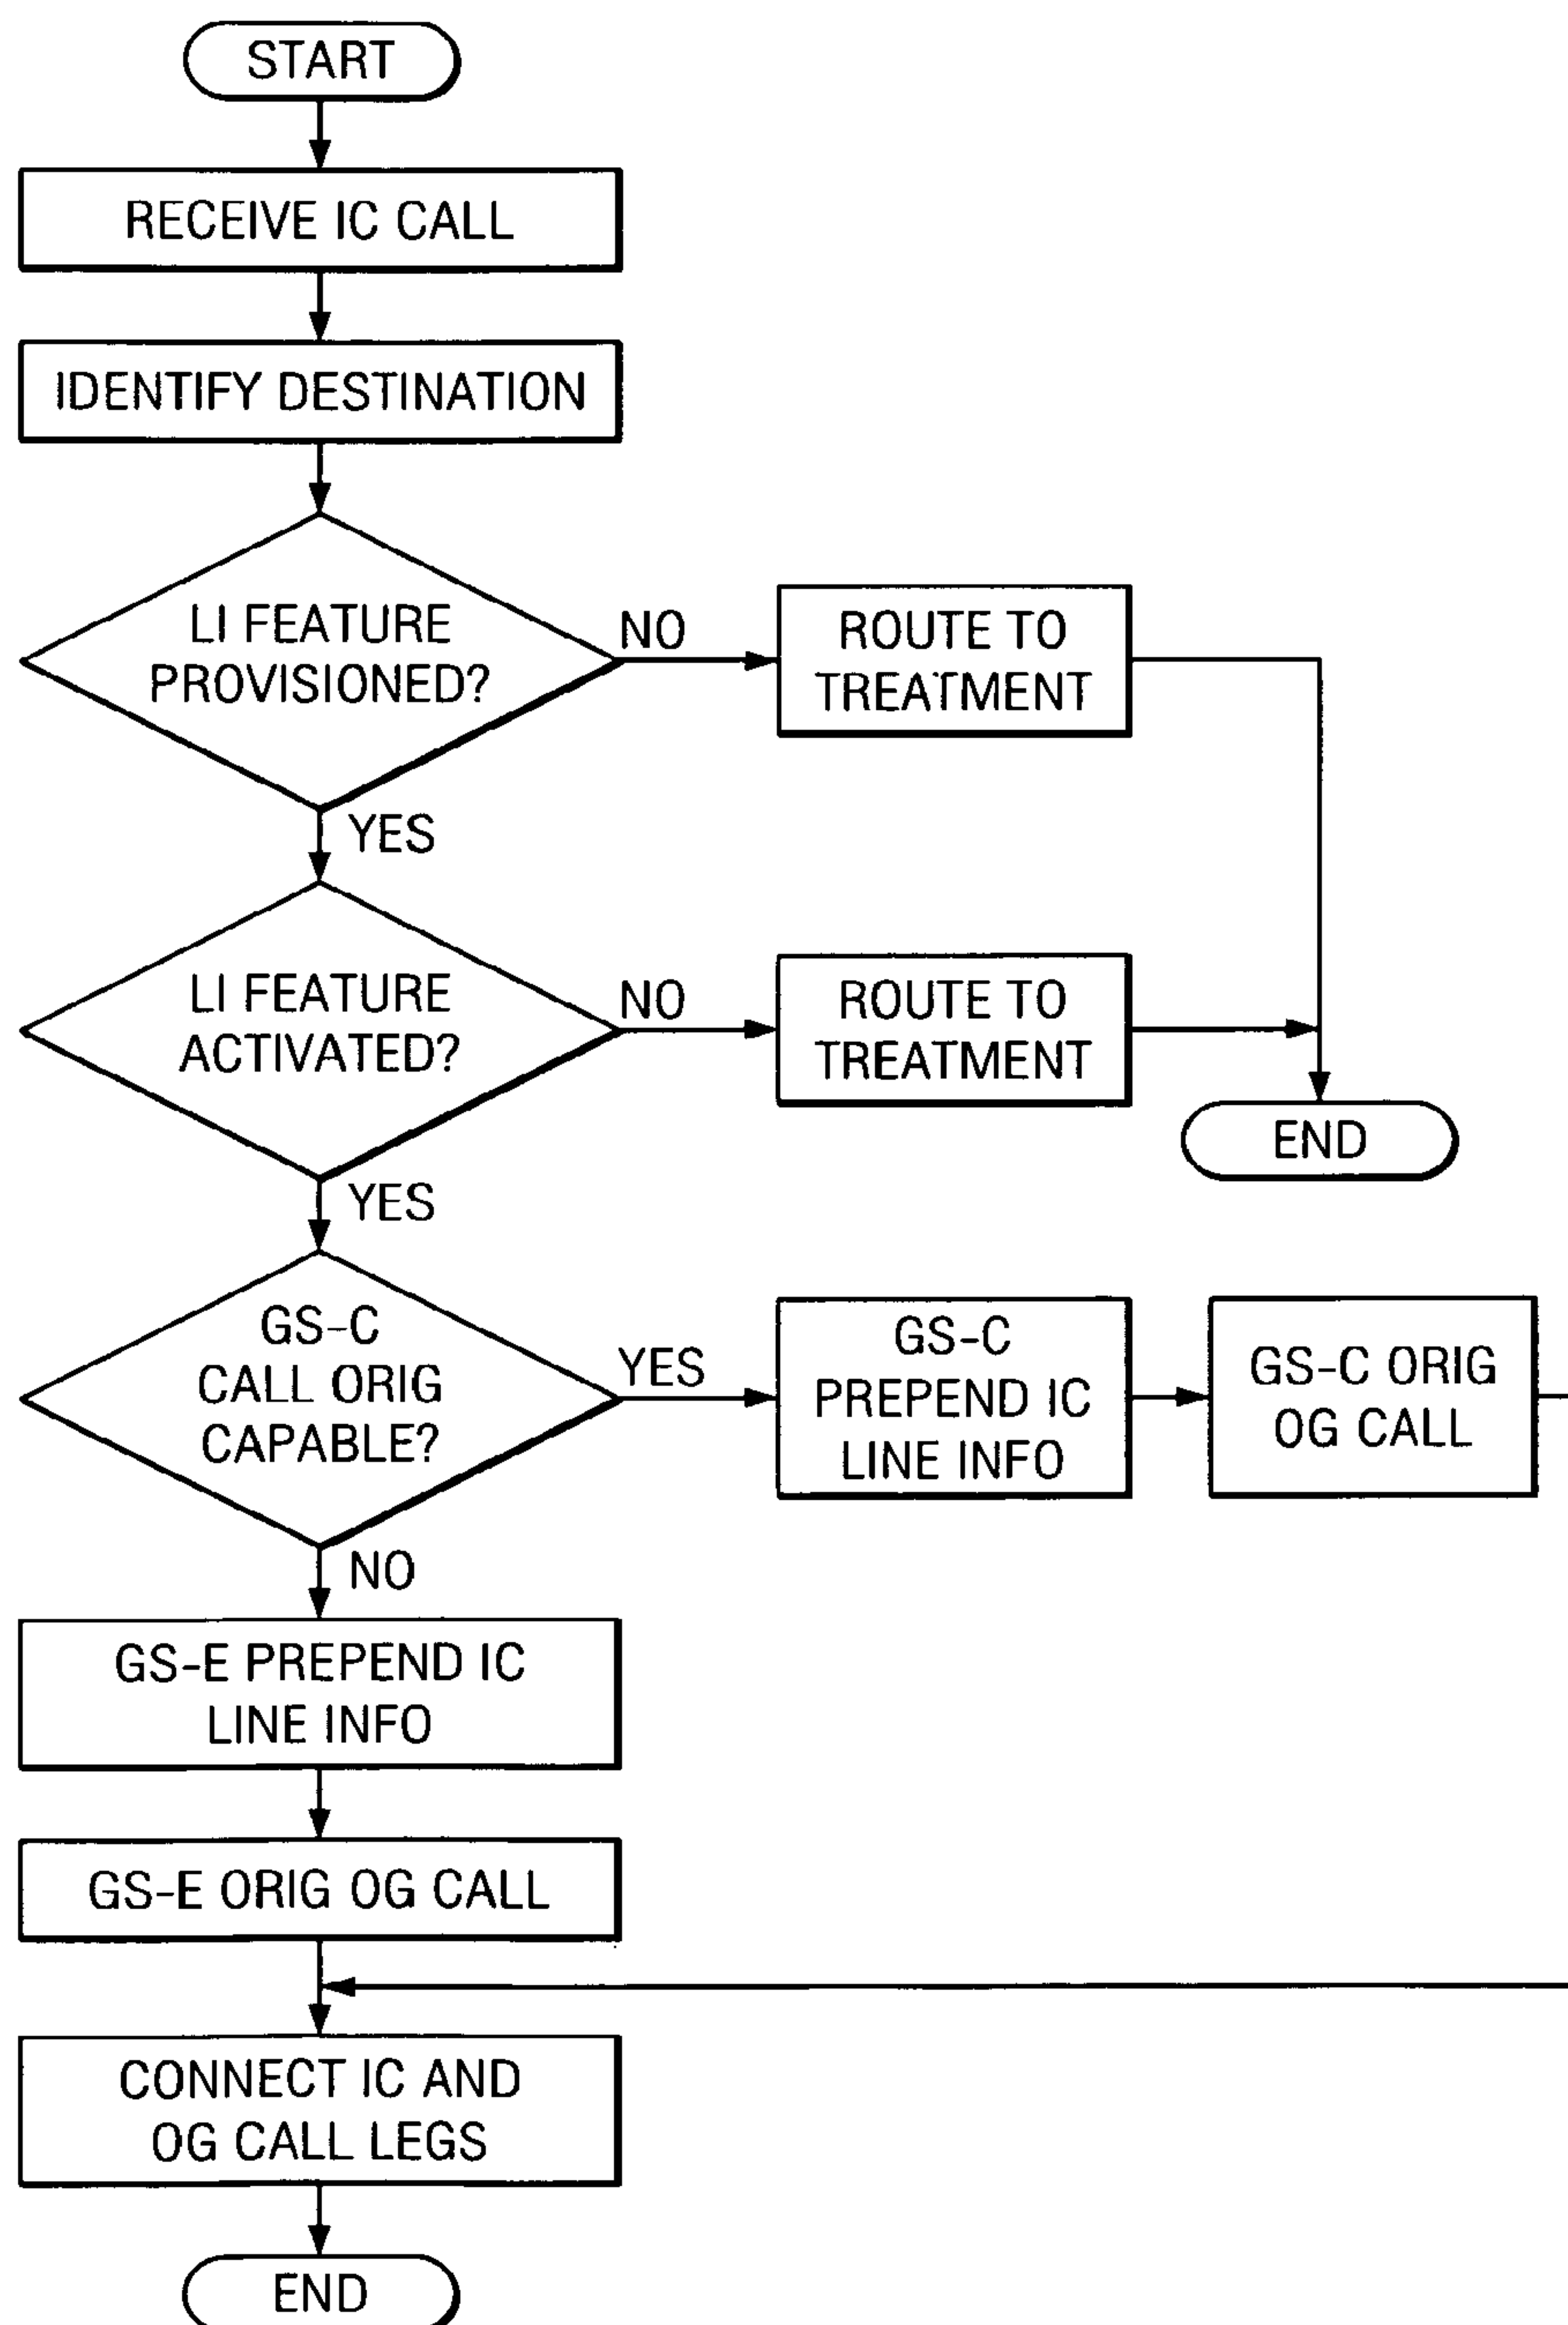 START
RECEIVE IC CALL
IDENTIFY DESTINATION
LI FEATURE
PROVISIONED?
NO
ROUTE TO
TREATMENT
YES
LI FEATURE
ACTIVATED?
NO
ROUTE TO
TREATMENT
END
YES
GS-C
CALL ORIG
CAPABLE?
YES
GS-C
PREPEND IC
LINE INFO
GS-C ORIG
OG CALL
NO
GS-E PREPEND IC
LINE INFO
GS-E ORIG OG CALL
CONNECT IC AND
OG CALL LEGS
END